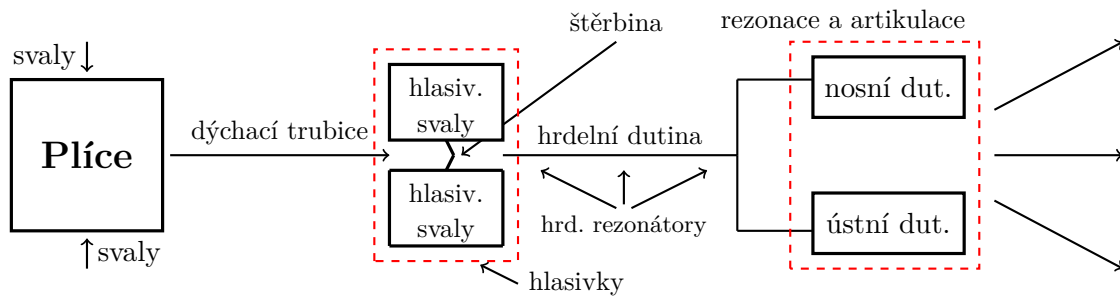 štěrbina
rezonace a artikulace
svaly
hlasiv.
svaly
nosní dut.
dýchací trubice
hrdelní dutina
Plíce
hlasiv.
svaly
hrd. rezonátory
ústní dut.
svaly
hlasivky